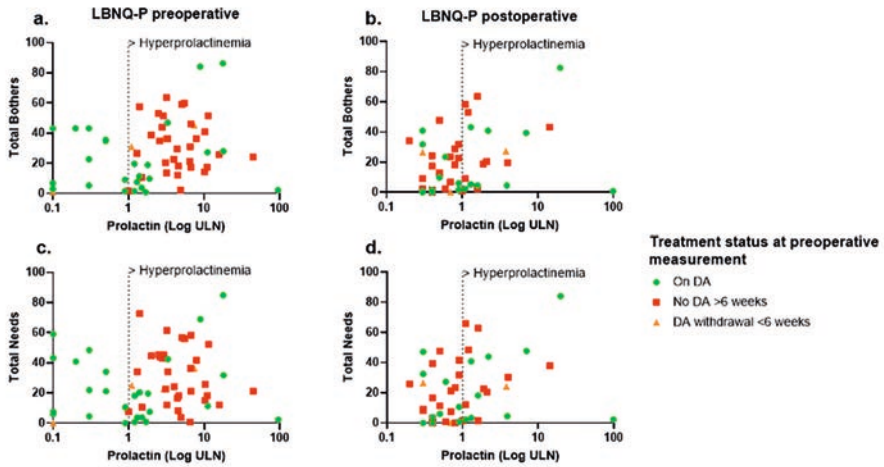 LBNQ-P preoperative
LBNQ-P postoperative
a.
> Hyperprolactinemia
Total Bothers
100
80
60
40
20
0
0.1
1
10
100
Prolactin (Log ULN)
b.
> Hyperprolactinemia
Total Bothers
100
80
60
40
20
0
0.1
1
10
100
Prolactin (Log ULN)
c.
> Hyperprolactinemia
Total Needs
100
80
60
40
20
0
0.1
1
10
100
Prolactin (Log ULN)
d.
> Hyperprolactinemia
Total Needs
100
80
60
40
20
0
0.1
1
10
100
Prolactin (Log ULN)
Treatment status at preoperative
measurement
On DA
No DA >6 weeks
DA withdrawal <6 weeks